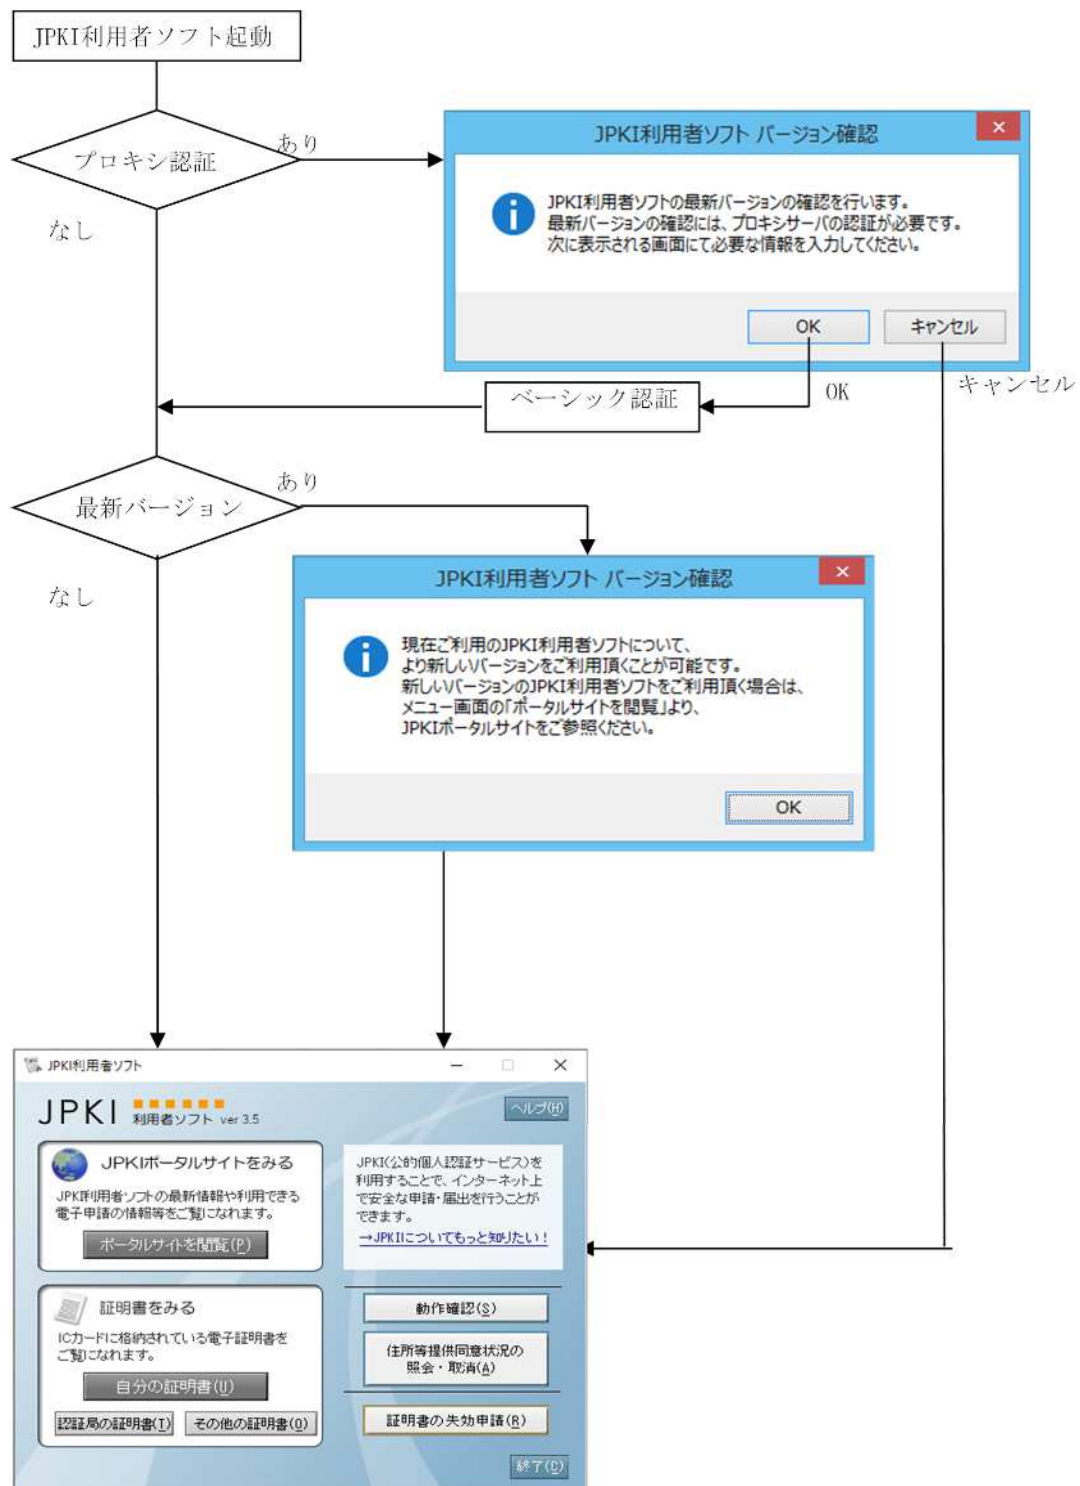 JPKI利用者ソフト起動
プロキシ認証
あり
なし
JPKI利用者ソフト バージョン確認
JPKI利用者ソフトの最新バージョンの確認を行います。
最新バージョンの確認には、プロキシサーバの認証が必要です。
次に表示される画面にて必要な情報を入力してください。
OK
キャンセル
OK
キャンセル
ベーシック認証
最新バージョン
あり
なし
JPKI利用者ソフト バージョン確認
現在ご利用のJPKI利用者ソフトについて、
より新しいバージョンをご利用頂くことが可能です。
新しいバージョンのJPKI利用者ソフトをご利用頂く場合は、
メニュー画面の「ポータルサイトを閲覧」より、
JPKIポータルサイトをご参照ください。
OK
JPKI利用者ソフト
JPKI 利用者ソフト ver 3.5
ヘルプ(H)
JPKIポータルサイトをみる
JPKI利用者ソフトの最新情報や利用できる
電子申請の情報等をご覧になれます。
ポータルサイトを閲覧(P)
JPKI(公的個人認証サービス)を
利用することで、インターネット上
で安全な申請・届出を行うことが
できます。
→JPKIについてもっと知りたい！
証明書をみる
ICカードに格納されている電子証明書を
ご覧になれます。
自分の証明書(U)
認証局の証明書(T)
その他の証明書(O)
動作確認(S)
住所等提供同意状況の
照会・取消(A)
証明書の失効申請(R)
終了(C)